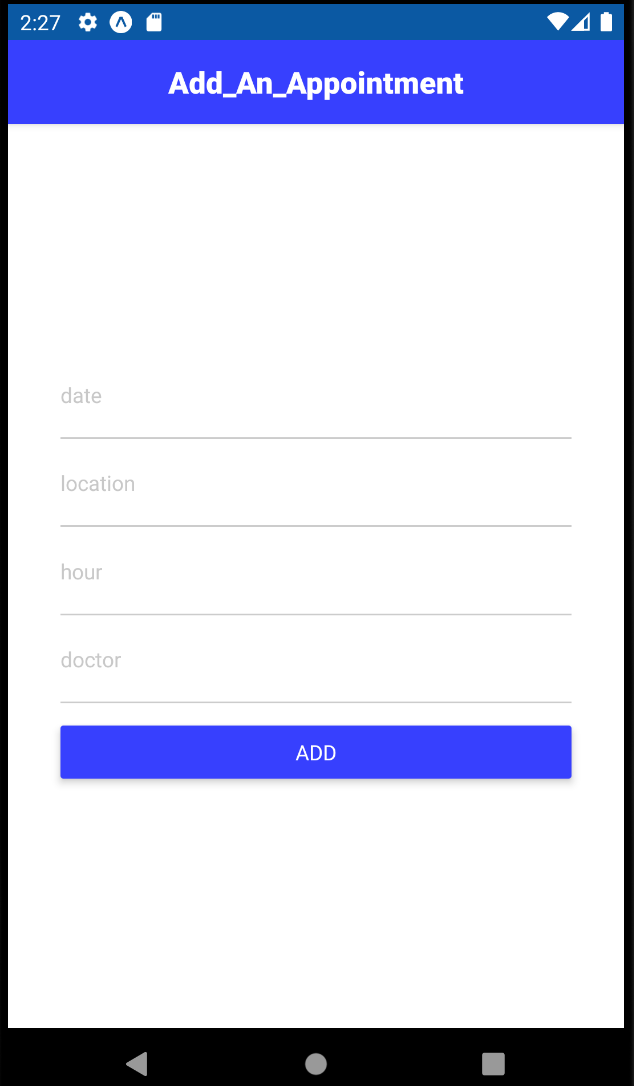 2:27
Add_An_Appointment
date
location
hour
doctor
ADD